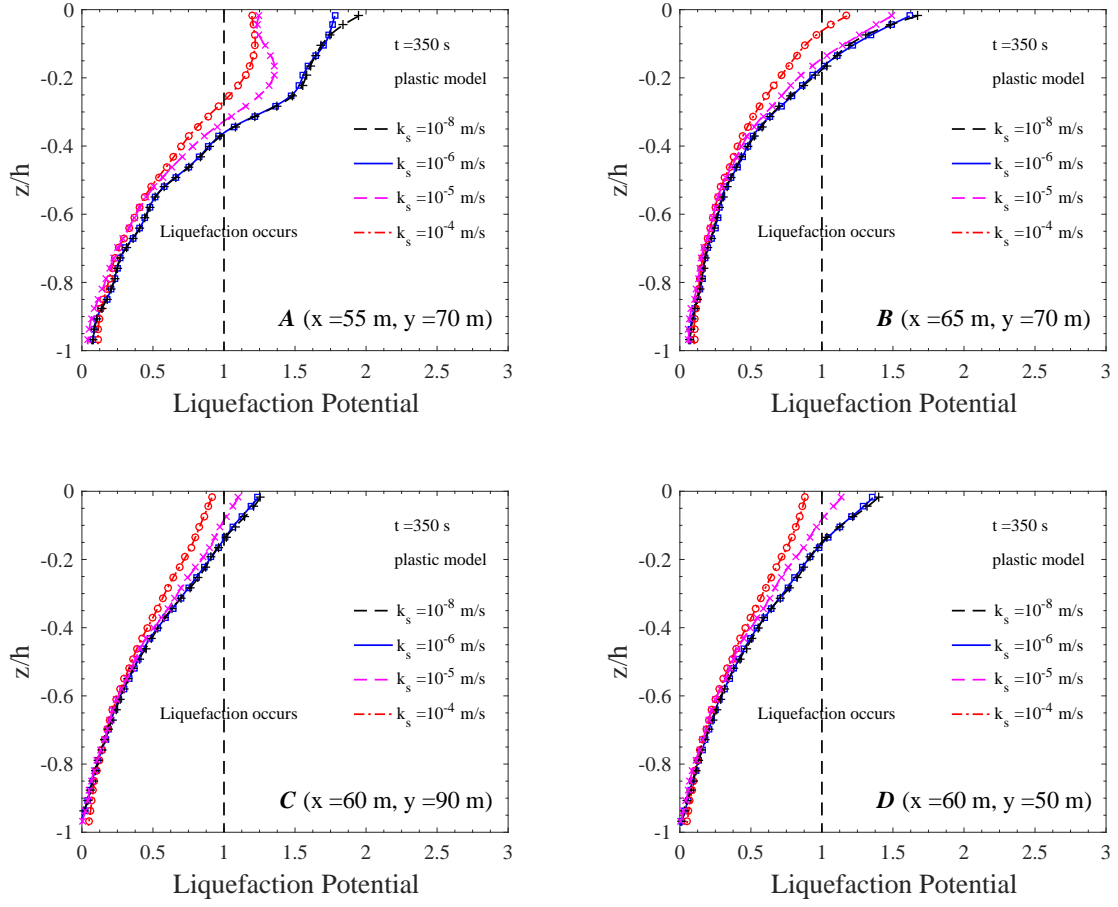 0
-0.2
-0.4
-0.6
-0.8
-1
z/h
t =350 s
plastic model
k_s =10^-8 m/s
k_s =10^-6 m/s
k_s =10^-5 m/s
k_s =10^-4 m/s
Liquefaction occurs
A (x =55 m, y =70 m)
0 0.5 1 1.5 2 2.5 3
Liquefaction Potential
0
-0.2
-0.4
-0.6
-0.8
-1
z/h
t =350 s
plastic model
k_s =10^-8 m/s
k_s =10^-6 m/s
k_s =10^-5 m/s
k_s =10^-4 m/s
Liquefaction occurs
B (x =65 m, y =70 m)
0 0.5 1 1.5 2 2.5 3
Liquefaction Potential
0
-0.2
-0.4
-0.6
-0.8
-1
z/h
t =350 s
plastic model
k_s =10^-8 m/s
k_s =10^-6 m/s
k_s =10^-5 m/s
k_s =10^-4 m/s
Liquefaction occurs
C (x =60 m, y =90 m)
0 0.5 1 1.5 2 2.5 3
Liquefaction Potential
0
-0.2
-0.4
-0.6
-0.8
-1
z/h
t =350 s
plastic model
k_s =10^-8 m/s
k_s =10^-6 m/s
k_s =10^-5 m/s
k_s =10^-4 m/s
Liquefaction occurs
D (x =60 m, y =50 m)
0 0.5 1 1.5 2 2.5 3
Liquefaction Potential